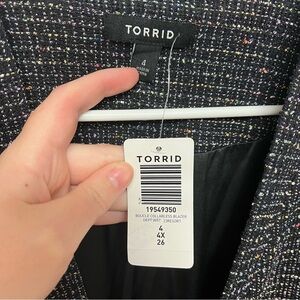 TORRID
4
TORRID
19549350
BOUCLE COLLARLESS BLAZER
4
4X
26